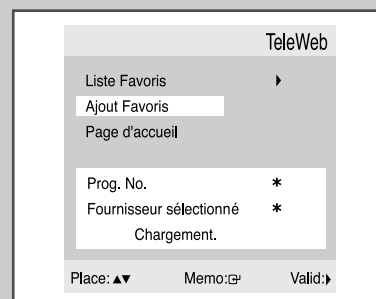 TeleWeb
Liste Favoris
Ajout Favoris
Page d'accueil
Prog. No. *
Fournisseur sélectionné *
Chargement.
Place:▲▼ Memo: Valid: